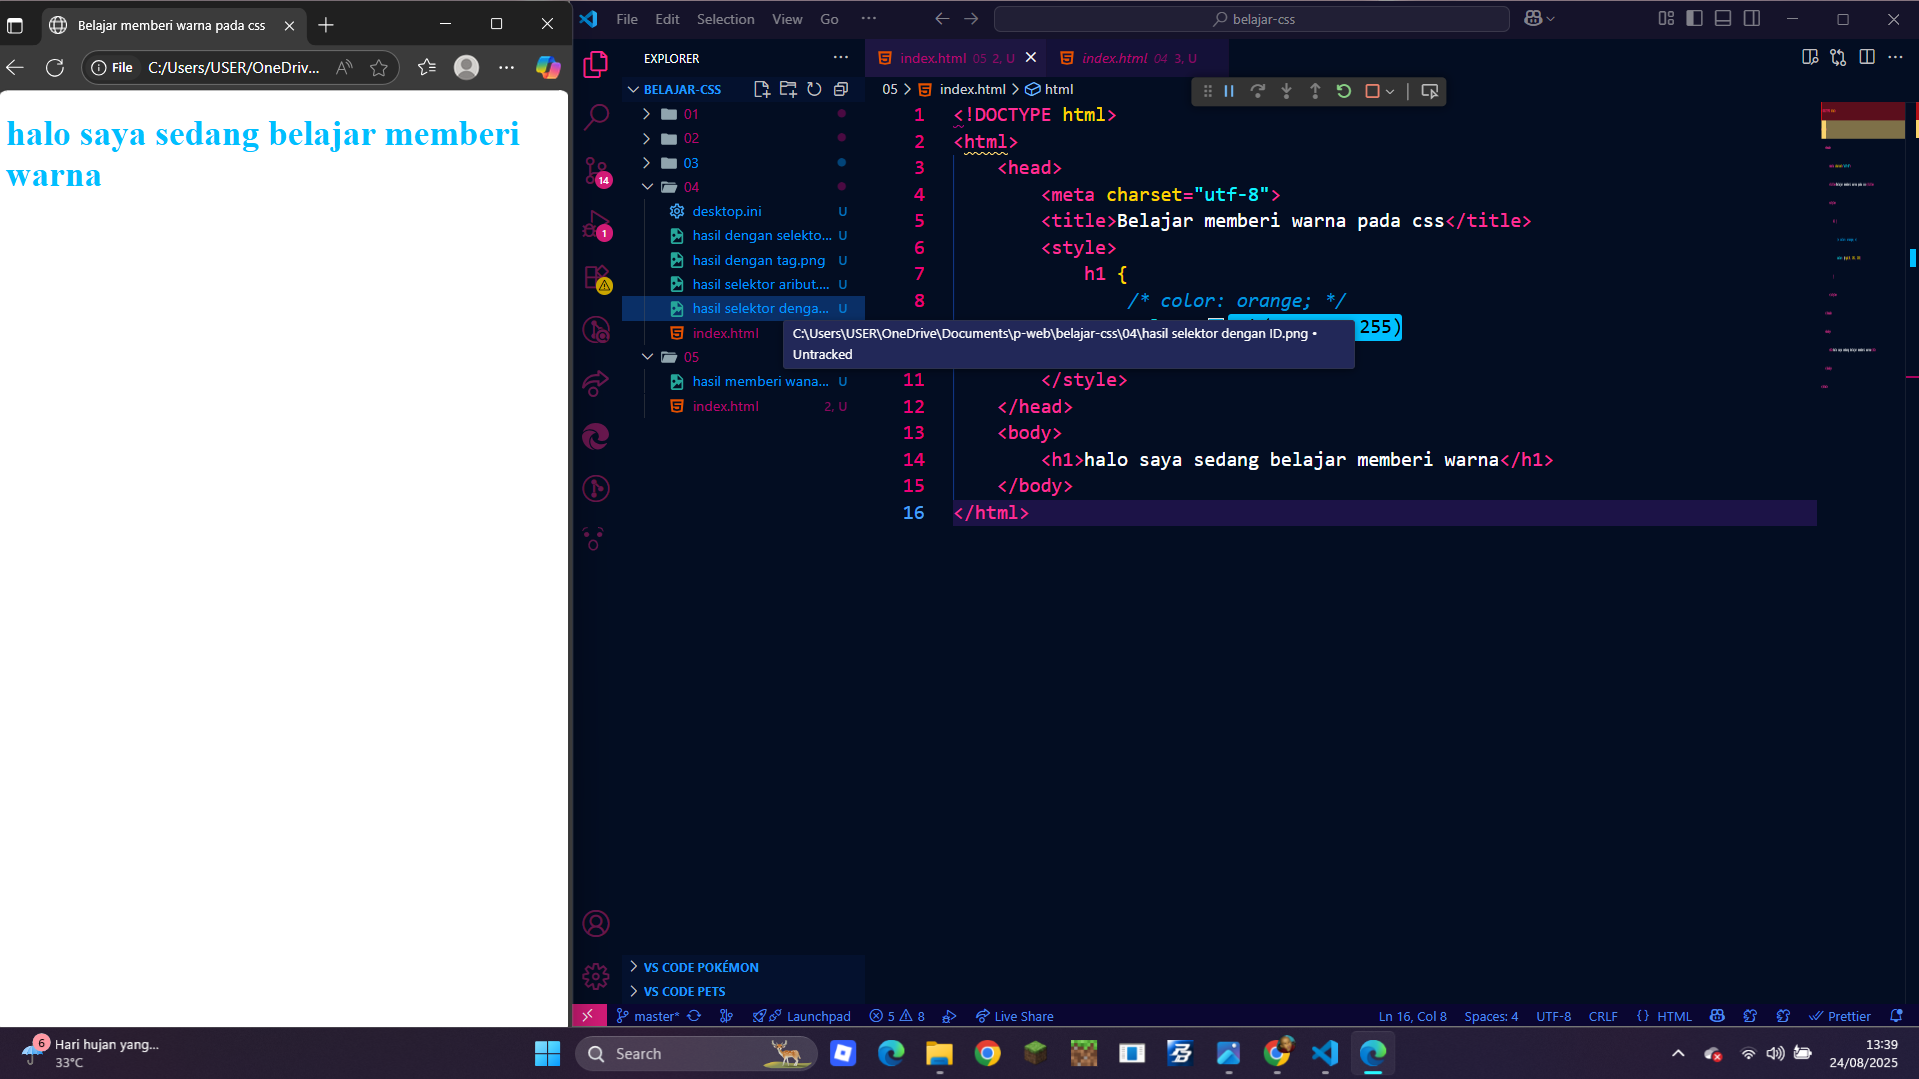 Belajar memberi warna pada css
File C:/Users/USER/OneDriv...
halo saya sedang belajar memberi
warna
File Edit Selection View Go ...
belajar-css
EXPLORER
BELAJAR-CSS
01
02
03
04
desktop.ini U
hasil dengan selekto... U
hasil dengan tag.png U
hasil selektor aribut.... U
hasil selektor denga... U
index.html
05
hasil memberi wana... U
index.html 2, U
14
1
VS CODE POKÉMON
VS CODE PETS
index.html 05 2, U
index.html 04 3, U
05 > index.html > html
1 <!DOCTYPE html>
2 <html>
3 <head>
4 <meta charset="utf-8">
5 <title>Belajar memberi warna pada css</title>
6 <style>
7 h1 {
8 /* color: orange; */
255)
C:\Users\USER\OneDrive\Documents\p-web\belajar-css\04\hasil selektor dengan ID.png •
Untracked
11 </style>
12 </head>
13 <body>
14 <h1>halo saya sedang belajar memberi warna</h1>
15 </body>
16 </html>
master* Launchpad 5 8 Live Share
Ln 16, Col 8 Spaces: 4 UTF-8 CRLF {} HTML Prettier
6
Hari hujan yang...
33°C
Search
13:39
24/08/2025